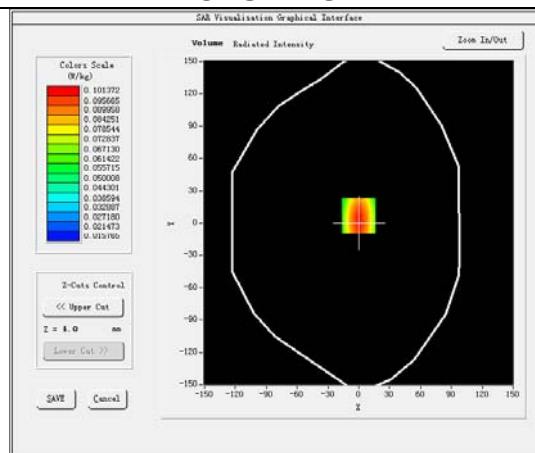 SAR Visualisation Graphical Interface
Volume Radiated Intensity
Zoom In/Out
Colors Scale
(W/kg)
0.101372
0.095665
0.089958
0.084251
0.078544
0.072837
0.067130
0.061422
0.055715
0.050008
0.044301
0.038594
0.032887
0.027180
0.021473
0.015765
150
120
90
60
30
0
-30
-60
-90
-120
-150
Y
-150 -120 -90 -60 -30 0 30 60 90 120 150
X
Z-Cuts Control
<< Upper Cut
Z = 4.0 mm
Lower Cut >>
SAVE Cancel